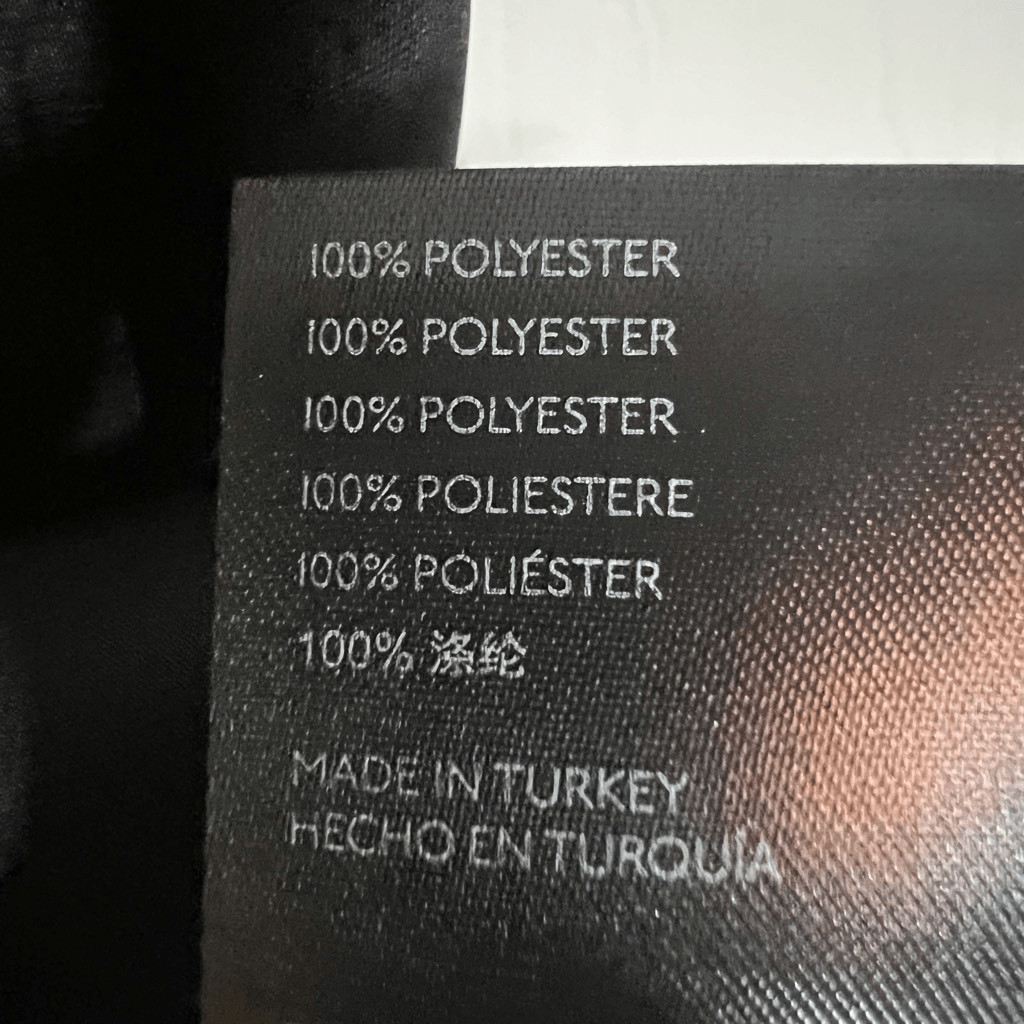 100% POLYESTER
100% POLYESTER
100% POLYESTER
100% POLIESTERE
100% POLIÉSTER
100% 涤纶
MADE IN TURKEY
HECHO EN TURQUÍA